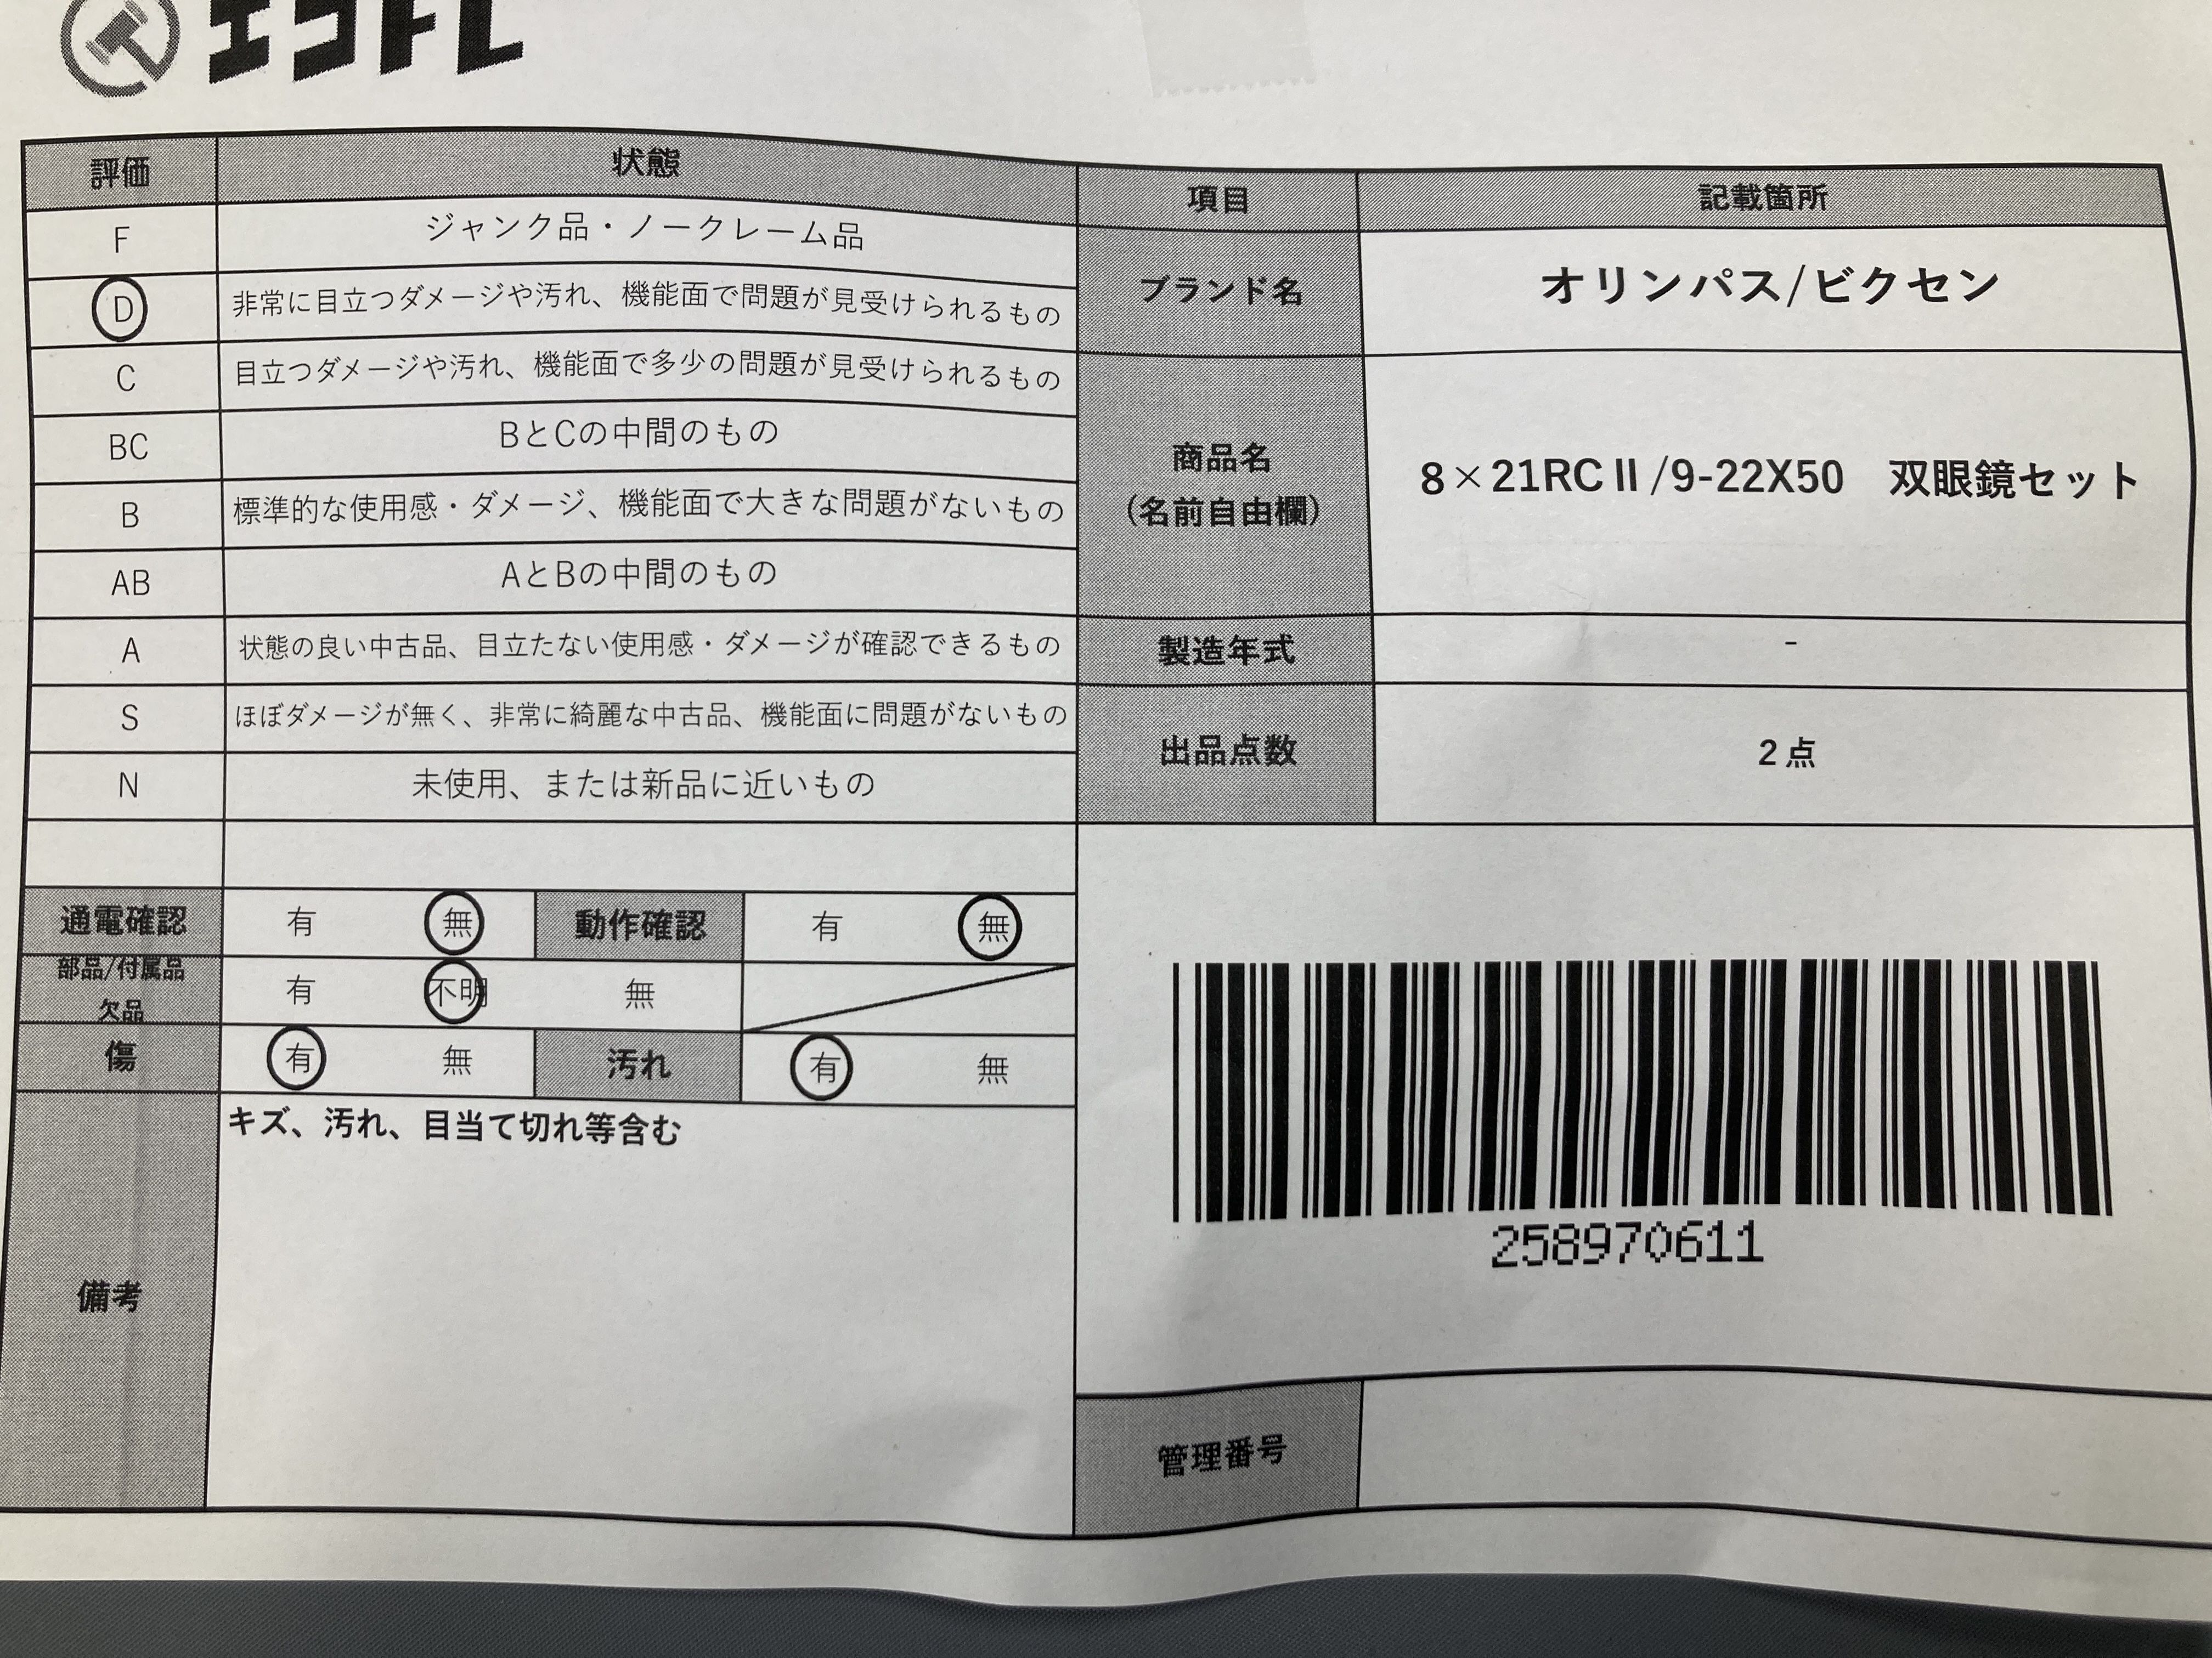 エコトレ
評価 状態
F ジャンク品・ノークレーム品
D 非常に目立つダメージや汚れ、機能面で問題が見受けられるもの
C 目立つダメージや汚れ、機能面で多少の問題が見受けられるもの
BC BとCの中間のもの
B 標準的な使用感・ダメージ、機能面で大きな問題がないもの
AB AとBの中間のもの
A 状態の良い中古品、目立たない使用感・ダメージが確認できるもの
S ほぼダメージが無く、非常に綺麗な中古品、機能面に問題がないもの
N 未使用、または新品に近いもの
通電確認 有 無 動作確認 有 無
部品/付属品
欠品 有 不明 無
傷 有 無 汚れ 有 無
備考 キズ、汚れ、目当て切れ等含む
項目 記載箇所
ブランド名 オリンパス/ビクセン
商品名
(名前自由欄) 8×21RCⅡ/9-22X50 双眼鏡セット
製造年式 -
出品点数 2点
258970611
管理番号